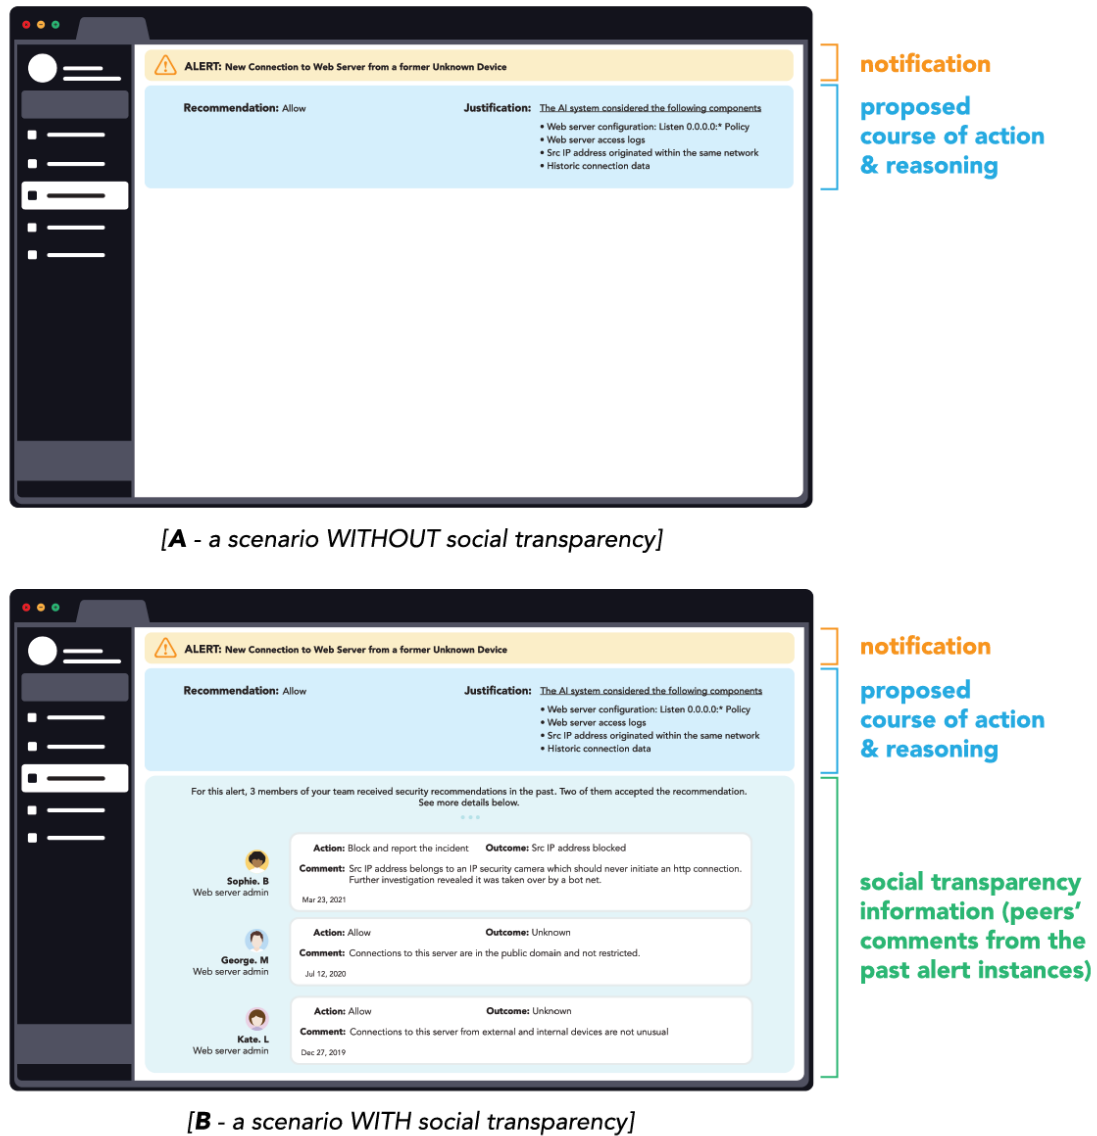 ALERT: New Connection to Web Server from a former Unknown Device
notification
Recommendation: Allow
Justification: The AI system considered the following components
• Web server configuration: Listen 0.0.0.0:* Policy
• Web server access logs
• Src IP address originated within the same network
• Historic connection data
proposed
course of action
& reasoning
[A - a scenario WITHOUT social transparency]
ALERT: New Connection to Web Server from a former Unknown Device
notification
Recommendation: Allow
Justification: The AI system considered the following components
• Web server configuration: Listen 0.0.0.0:* Policy
• Web server access logs
• Src IP address originated within the same network
• Historic connection data
proposed
course of action
& reasoning
For this alert, 3 members of your team received security recommendations in the past. Two of them accepted the recommendation.
See more details below.
Sophie. B
Web server admin
Action: Block and report the incident Outcome: Src IP address blocked
Comment: Src IP address belongs to an IP security camera which should never initiate an http connection.
Further investigation revealed it was taken over by a bot net.
Mar 23, 2021
George. M
Web server admin
Action: Allow Outcome: Unknown
Comment: Connections to this server are in the public domain and not restricted.
Jul 12, 2020
Kate. L
Web server admin
Action: Allow Outcome: Unknown
Comment: Connections to this server from external and internal devices are not unusual
Dec 27, 2019
social transparency
information (peers'
comments from the
past alert instances)
[B - a scenario WITH social transparency]